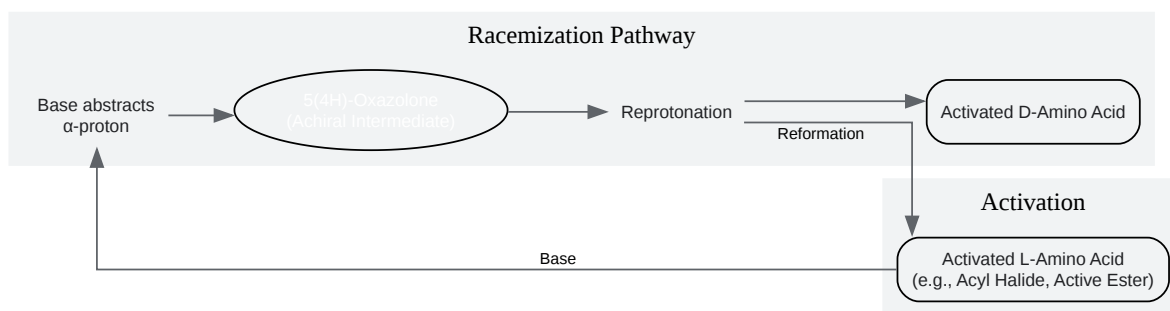 Racemization Pathway
Base abstracts
α-proton
5(4H)-Oxazolone
(Achiral Intermediate)
Reprotonation
Activated D-Amino Acid
Reformation
Activation
Base
Activated L-Amino Acid
(e.g., Acyl Halide, Active Ester)